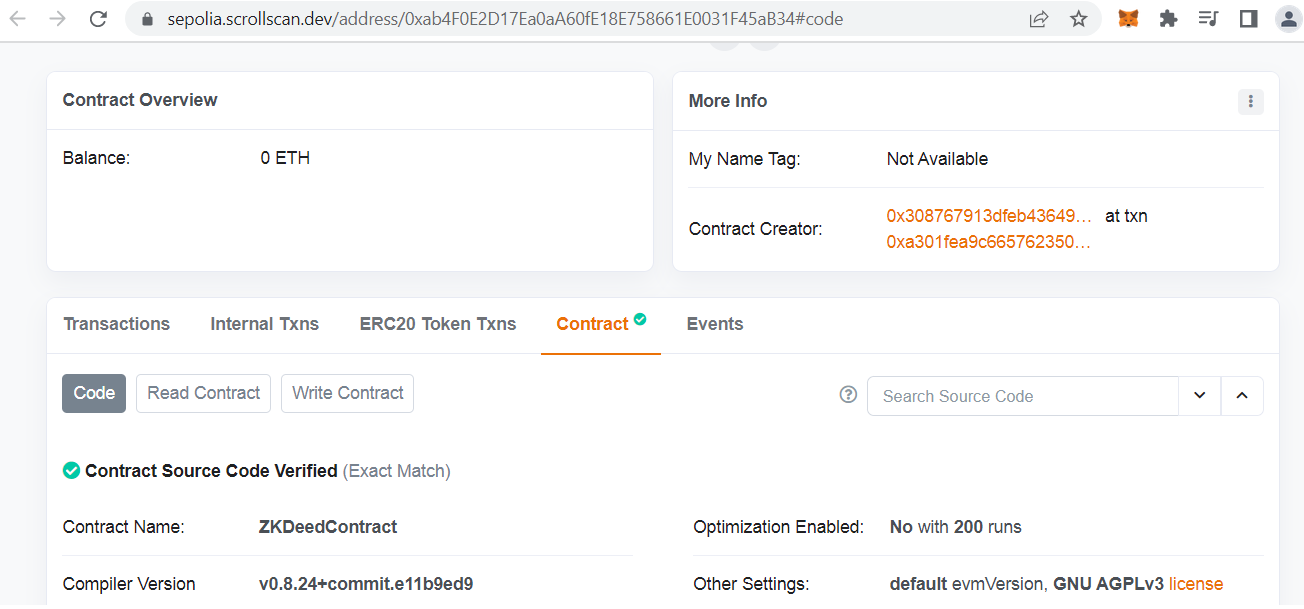 sepolia.scrollscan.dev/address/0xab4F0E2D17Ea0aA60fE18E758661E0031F45aB34#code
Contract Overview
Balance: 0 ETH
More Info
My Name Tag: Not Available
Contract Creator: 0x308767913dfeb43649... at txn
0xa301fea9c665762350...
Transactions Internal Txns ERC20 Token Txns Contract Events
Code Read Contract Write Contract
Search Source Code
Contract Source Code Verified (Exact Match)
Contract Name: ZKDeedContract
Optimization Enabled: No with 200 runs
Compiler Version v0.8.24+commit.e11b9ed9
Other Settings: default evmVersion, GNU AGPLv3 license